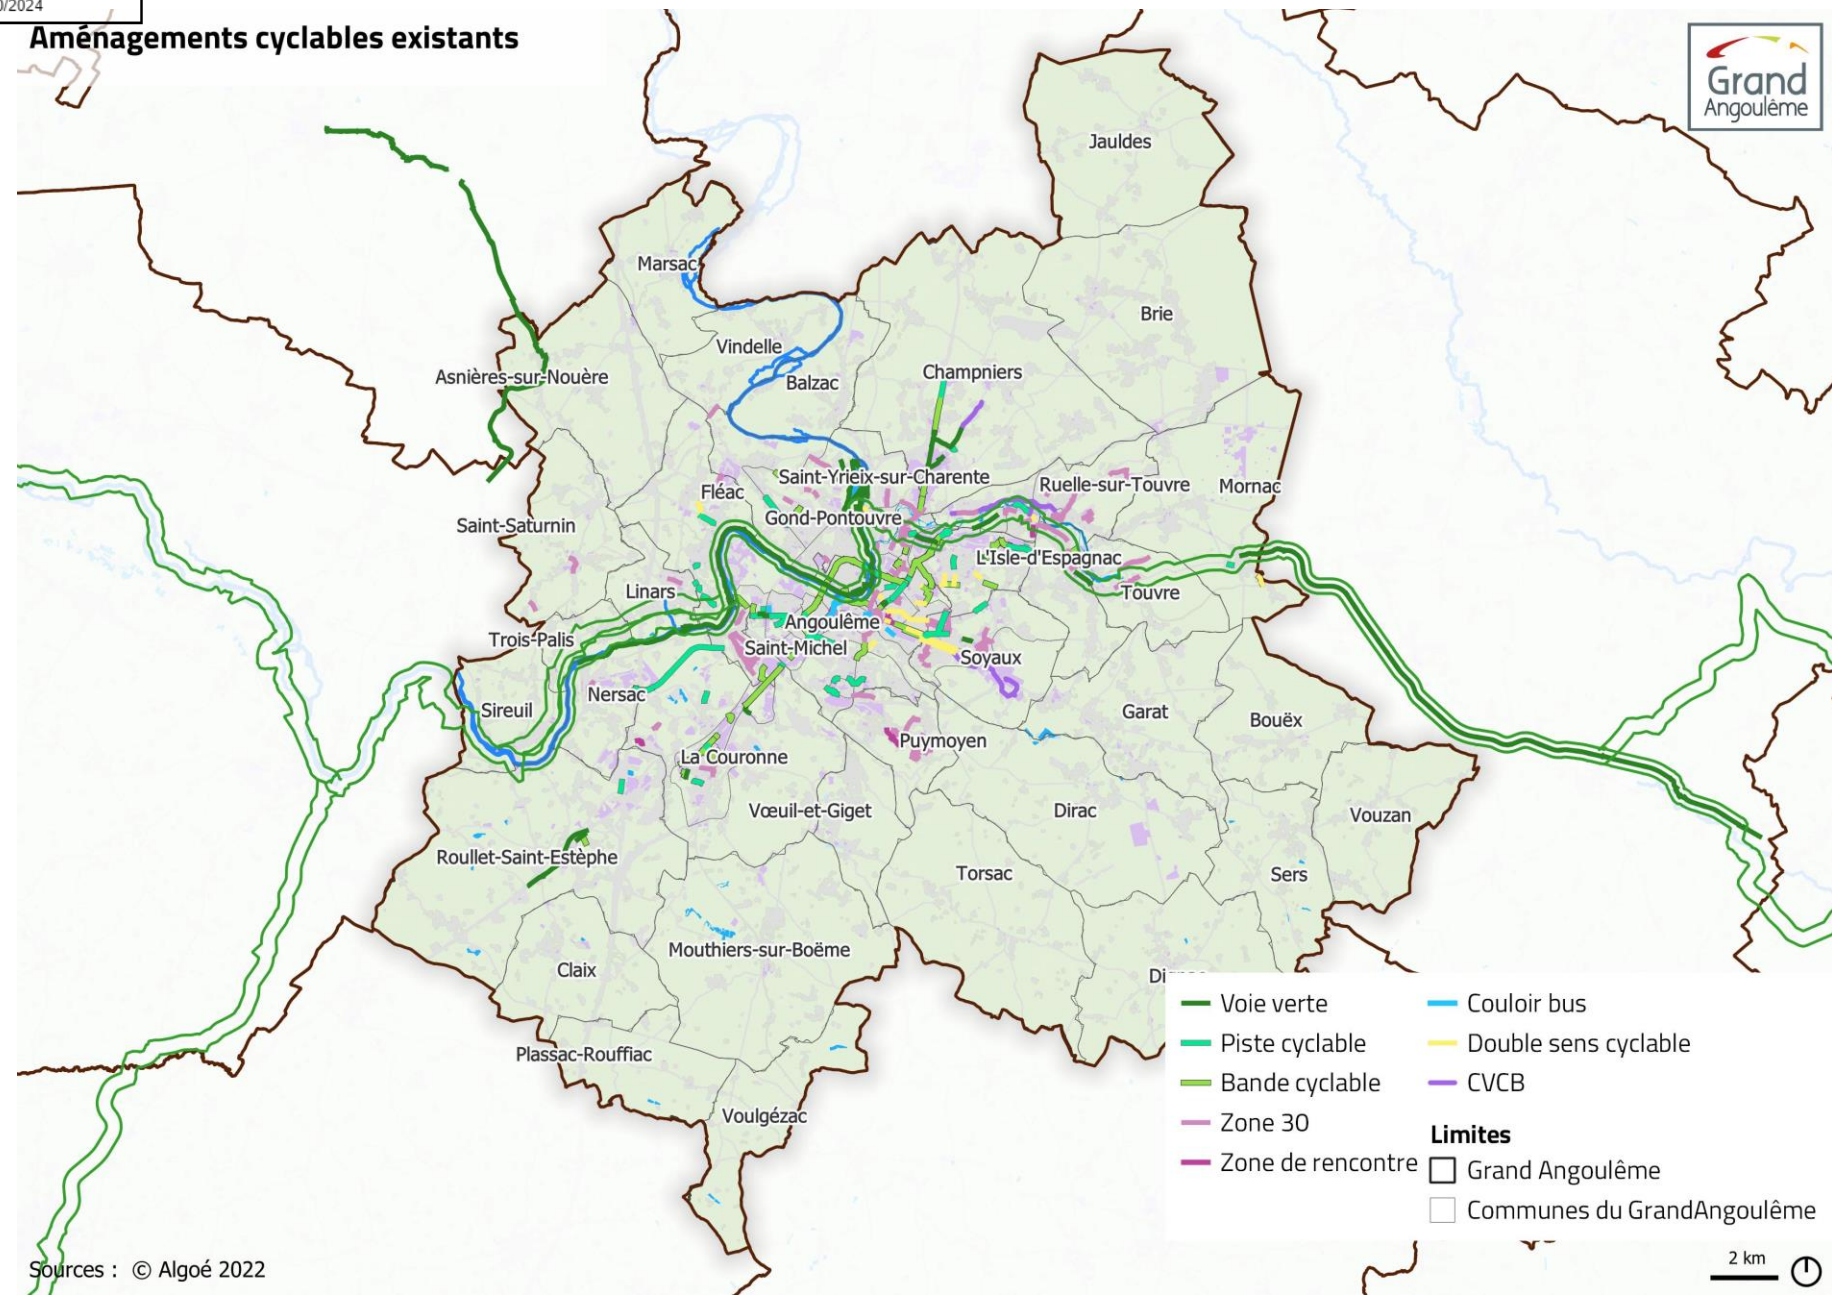 0/2024
Aménagements cyclables existants
Grand
Angoulême
Jauldes
Marsac
Brie
Vindelle
Balzac
Champniers
Asnières-sur-Nouère
Saint-Yrieix-sur-Charente
Ruelle-sur-Touvre
Mornac
Fléac
Gond-Pontouvre
Saint-Saturnin
L'Isle-d'Espagnac
Linars
Touvre
Angoulême
Trois-Palis
Saint-Michel
Soyaux
Nersac
Sireuil
Garat
Bouëx
Puymoyen
La Couronne
Vœuil-et-Giget
Dirac
Vouzan
Roullet-Saint-Estèphe
Torsac
Sers
Mouthiers-sur-Boëme
Claix
Plassac-Rouffiac
Voulgézac
Voie verte
Piste cyclable
Bande cyclable
Zone 30
Zone de rencontre
Couloir bus
Double sens cyclable
CVCB
Limites
Grand Angoulême
Communes du GrandAngoulême
2 km
Sources : © Algoé 2022